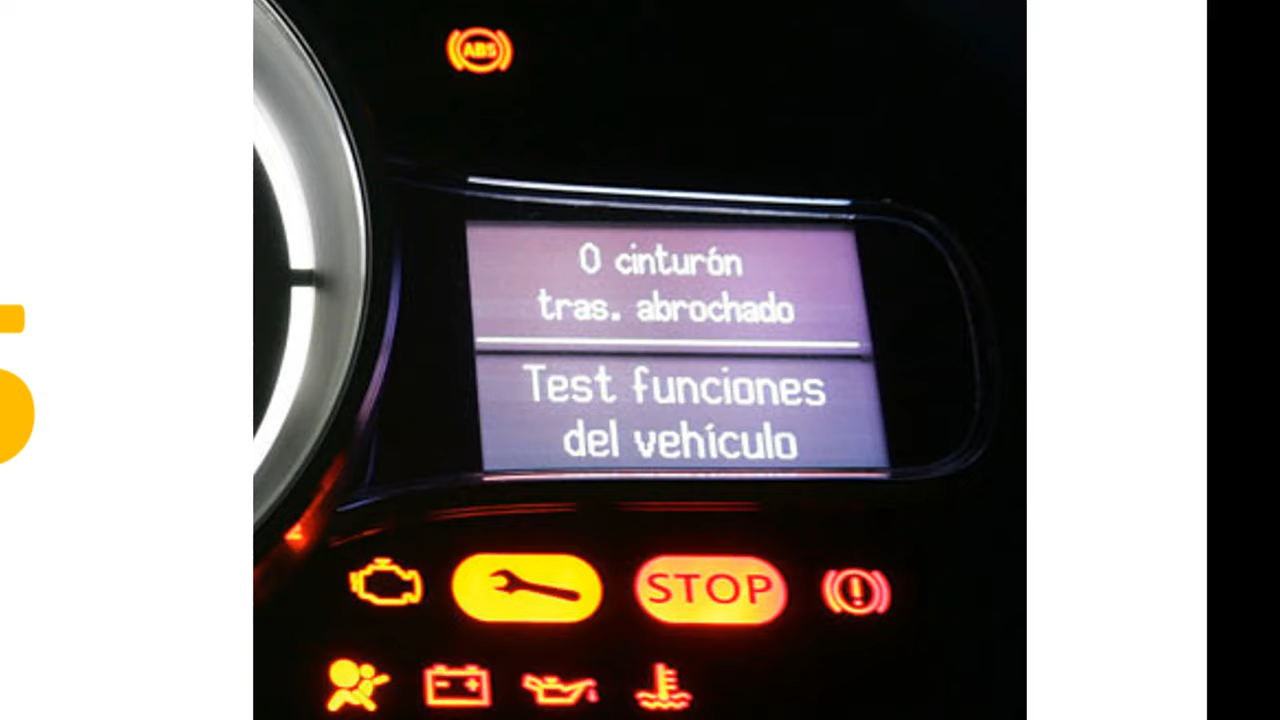 ABS
0 cinturón
tras. abrochado
Test funciones
del vehículo
STOP